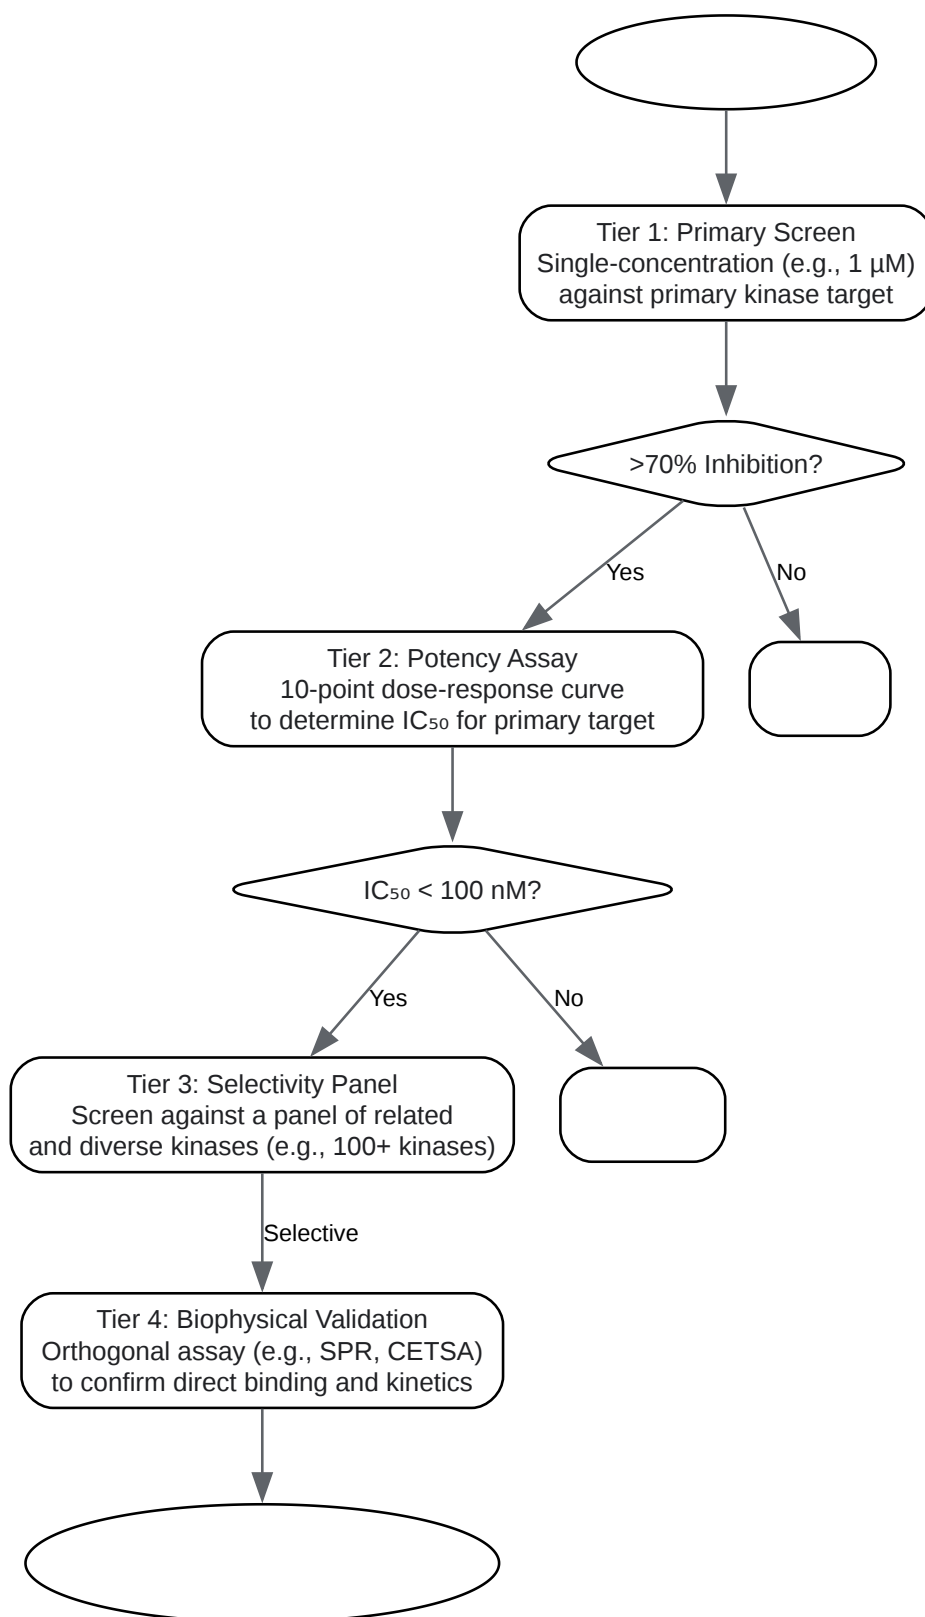 Tier 1: Primary Screen
Single-concentration (e.g., 1 µM)
against primary kinase target
>70% Inhibition?
Yes
No
Tier 2: Potency Assay
10-point dose-response curve
to determine IC₅₀ for primary target
IC₅₀ < 100 nM?
Yes
No
Tier 3: Selectivity Panel
Screen against a panel of related
and diverse kinases (e.g., 100+ kinases)
Selective
Tier 4: Biophysical Validation
Orthogonal assay (e.g., SPR, CETSA)
to confirm direct binding and kinetics